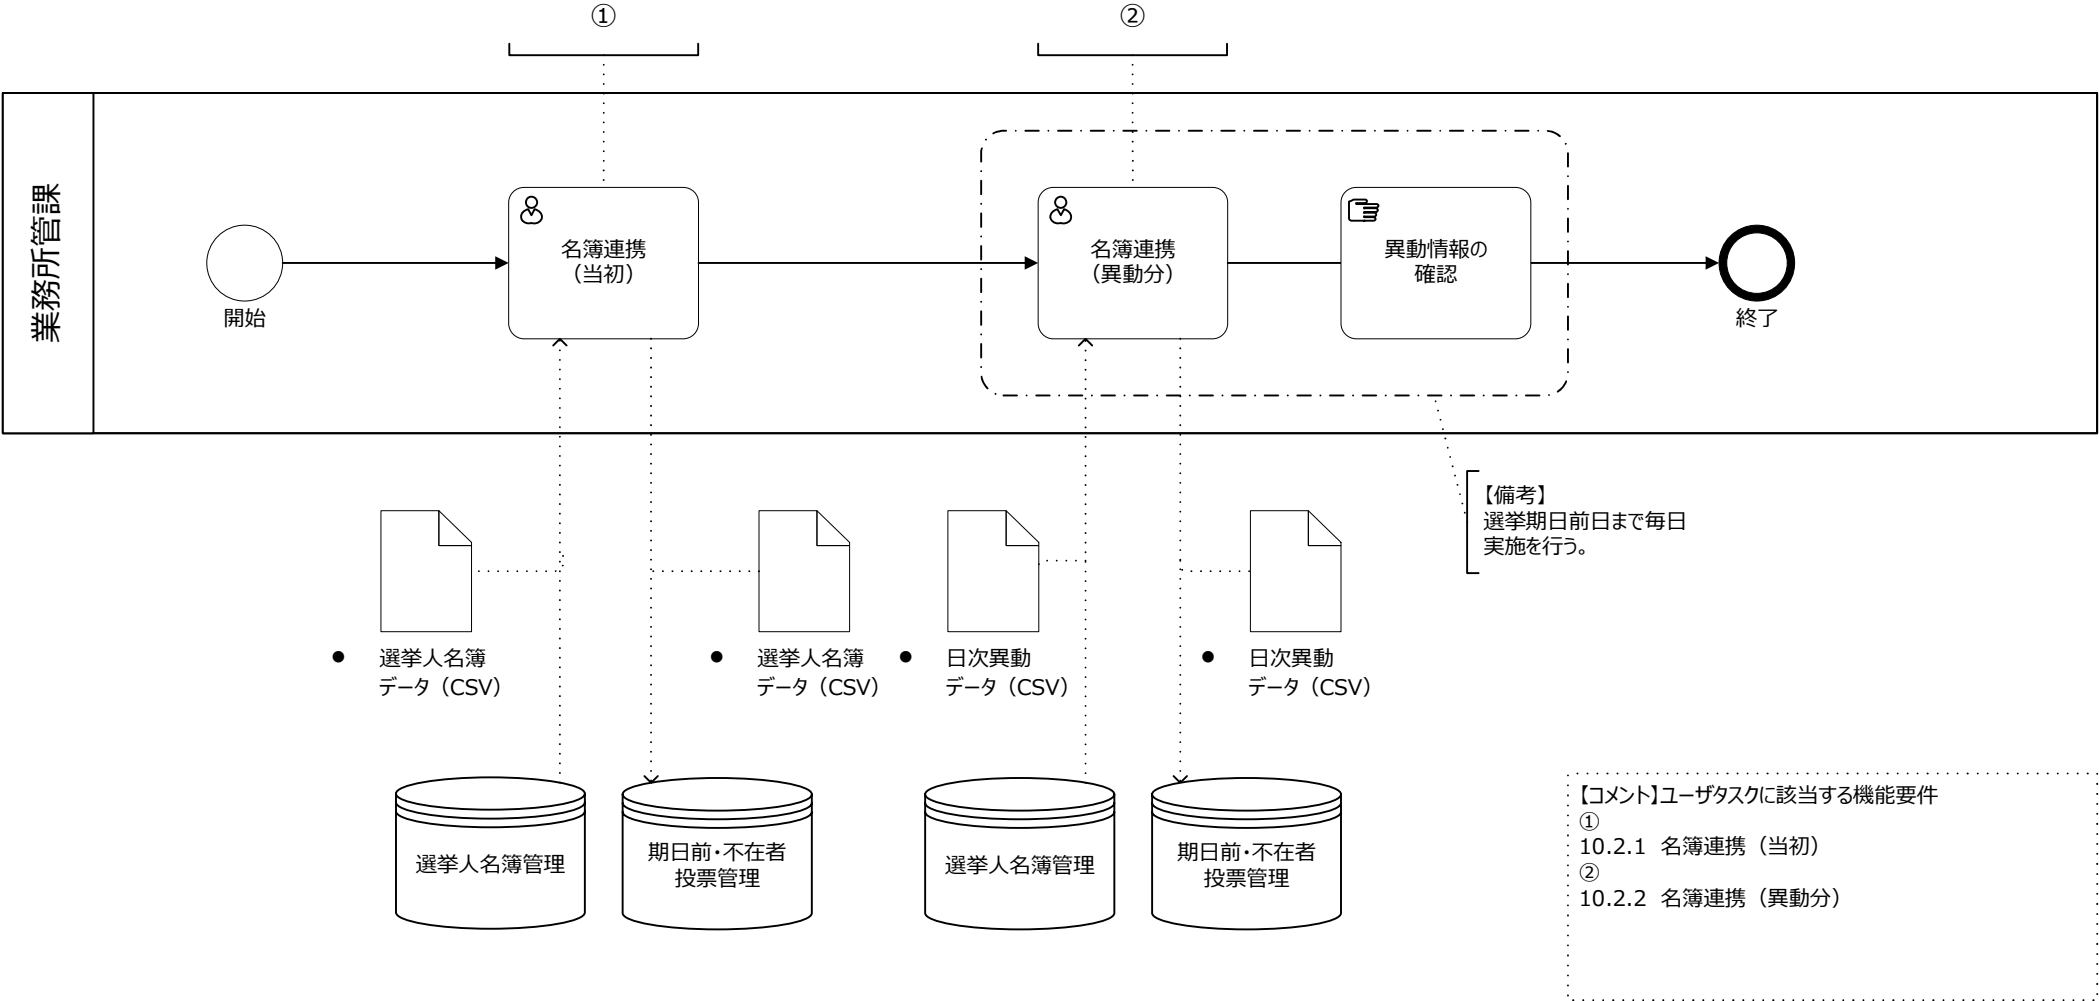 ①
②
業務所管課
開始
名簿連携
（当初）
名簿連携
（異動分）
異動情報の
確認
終了
【備考】
選挙期日前日まで毎日
実施を行う。
● 選挙人名簿
データ（CSV）
● 選挙人名簿
データ（CSV）
● 日次異動
データ（CSV）
● 日次異動
データ（CSV）
選挙人名簿管理
期日前・不在者
投票管理
選挙人名簿管理
期日前・不在者
投票管理
【コメント】ユーザタスクに該当する機能要件
①
10.2.1 名簿連携（当初）
②
10.2.2 名簿連携（異動分）